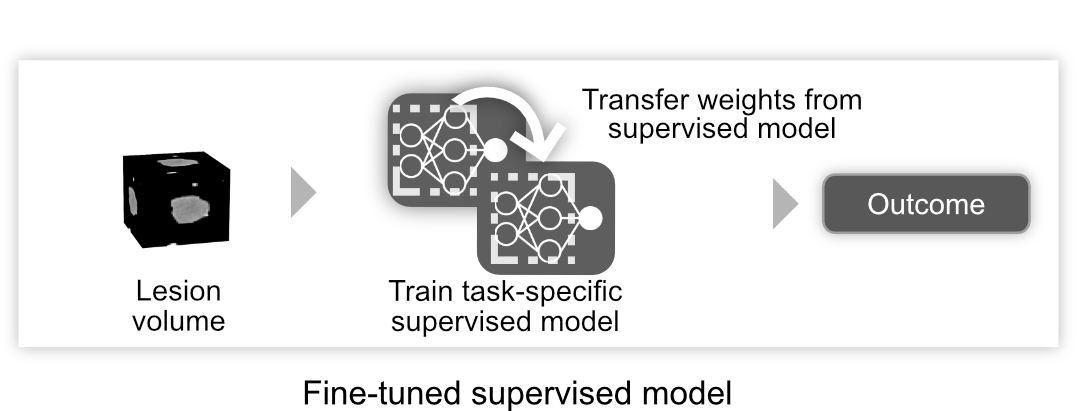 Transfer weights from
supervised model
Outcome
Lesion
volume
Train task-specific
supervised model
Fine-tuned supervised model